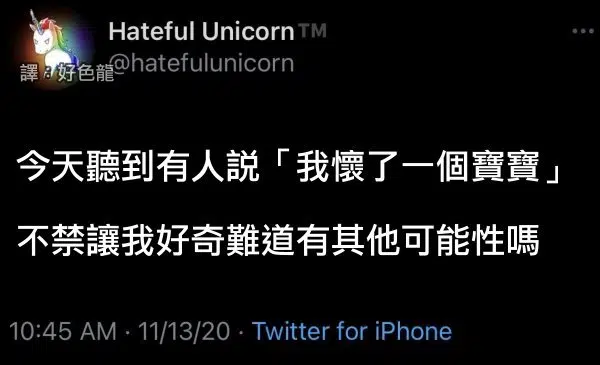 Hateful Unicorn™
@hatefulunicorn
譯 好色龍
今天聽到有人説「我懷了一個寶寶」
不禁讓我好奇難道有其他可能性嗎
10:45 AM · 11/13/20 · Twitter for iPhone